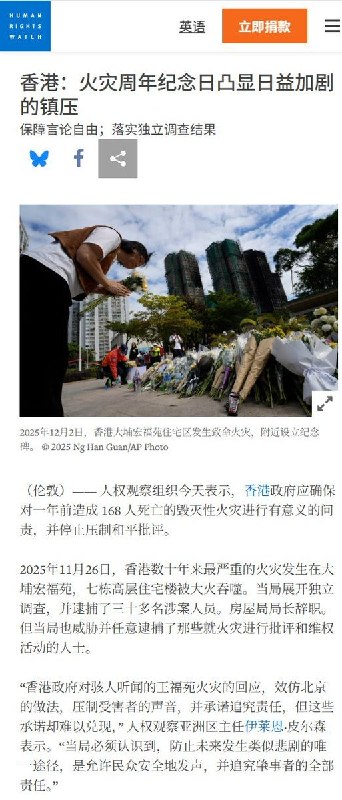 HUMAN
RIGHTS
WATCH
英语
立即捐款
香港：火灾周年纪念日凸显日益加剧
的镇压
保障言论自由；落实独立调查结果
2025年12月2日，香港大埔宏福苑住宅区发生致命火灾，附近设立纪念
碑。 © 2025 Ng Han Guan/AP Photo
（伦敦）—— 人权观察组织今天表示，香港政府应确保
对一年前造成 168 人死亡的毁灭性火灾进行有意义的问
责，并停止压制和平批评。
2025年11月26日，香港数十年来最严重的火灾发生在大
埔宏福苑，七栋高层住宅楼被大火吞噬。当局展开独立
调查，并逮捕了三十多名涉案人员。房屋局局长辞职。
但当局也威胁并任意逮捕了那些就火灾进行批评和维权
活动的人士。
“香港政府对骇人听闻的王福苑火灾的回应，效仿北京
的做法，压制受害者的声音，并承诺追究责任，但这些
承诺却难以兑现，” 人权观察亚洲区主任伊莱恩·皮尔森
表示。“当局必须认识到，防止未来发生类似悲剧的唯
一途径，是允许民众安全地发声，并追究肇事者的全部
责任。”